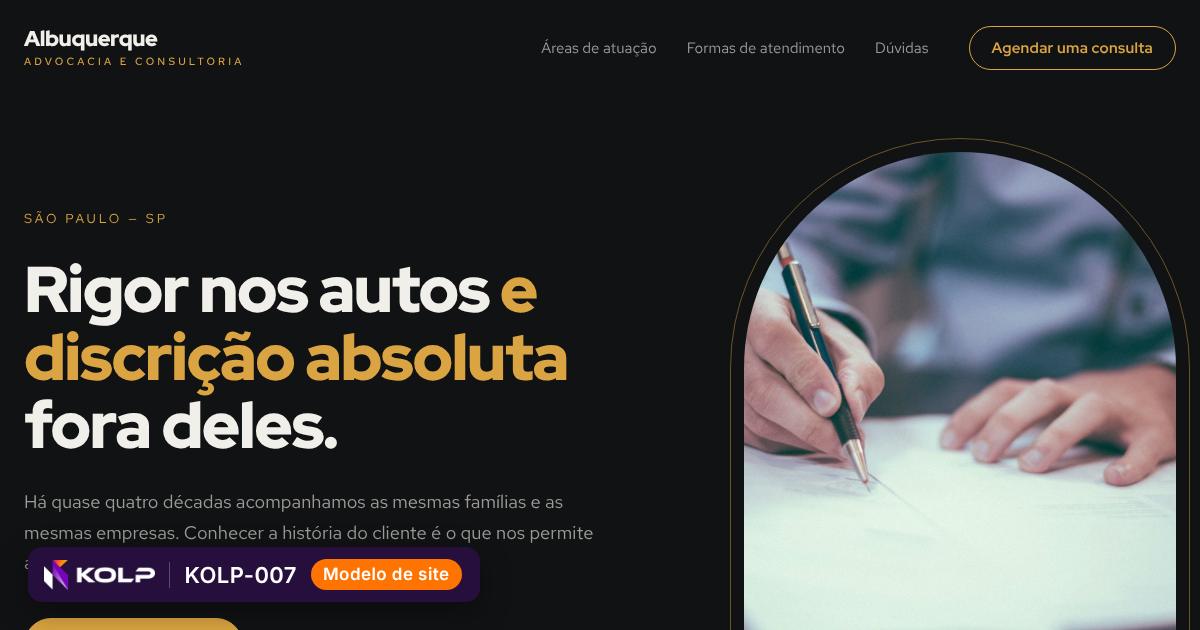 Albuquerque
ADVOCACIA E CONSULTORIA
Áreas de atuação
Formas de atendimento
Dúvidas
Agendar uma consulta
SÃO PAULO – SP
Rigor nos autos e
discrição absoluta
fora deles.
Há quase quatro décadas acompanhamos as mesmas famílias e as
mesmas empresas. Conhecer a história do cliente é o que nos permite
KOLP
KOLP-007
Modelo de site